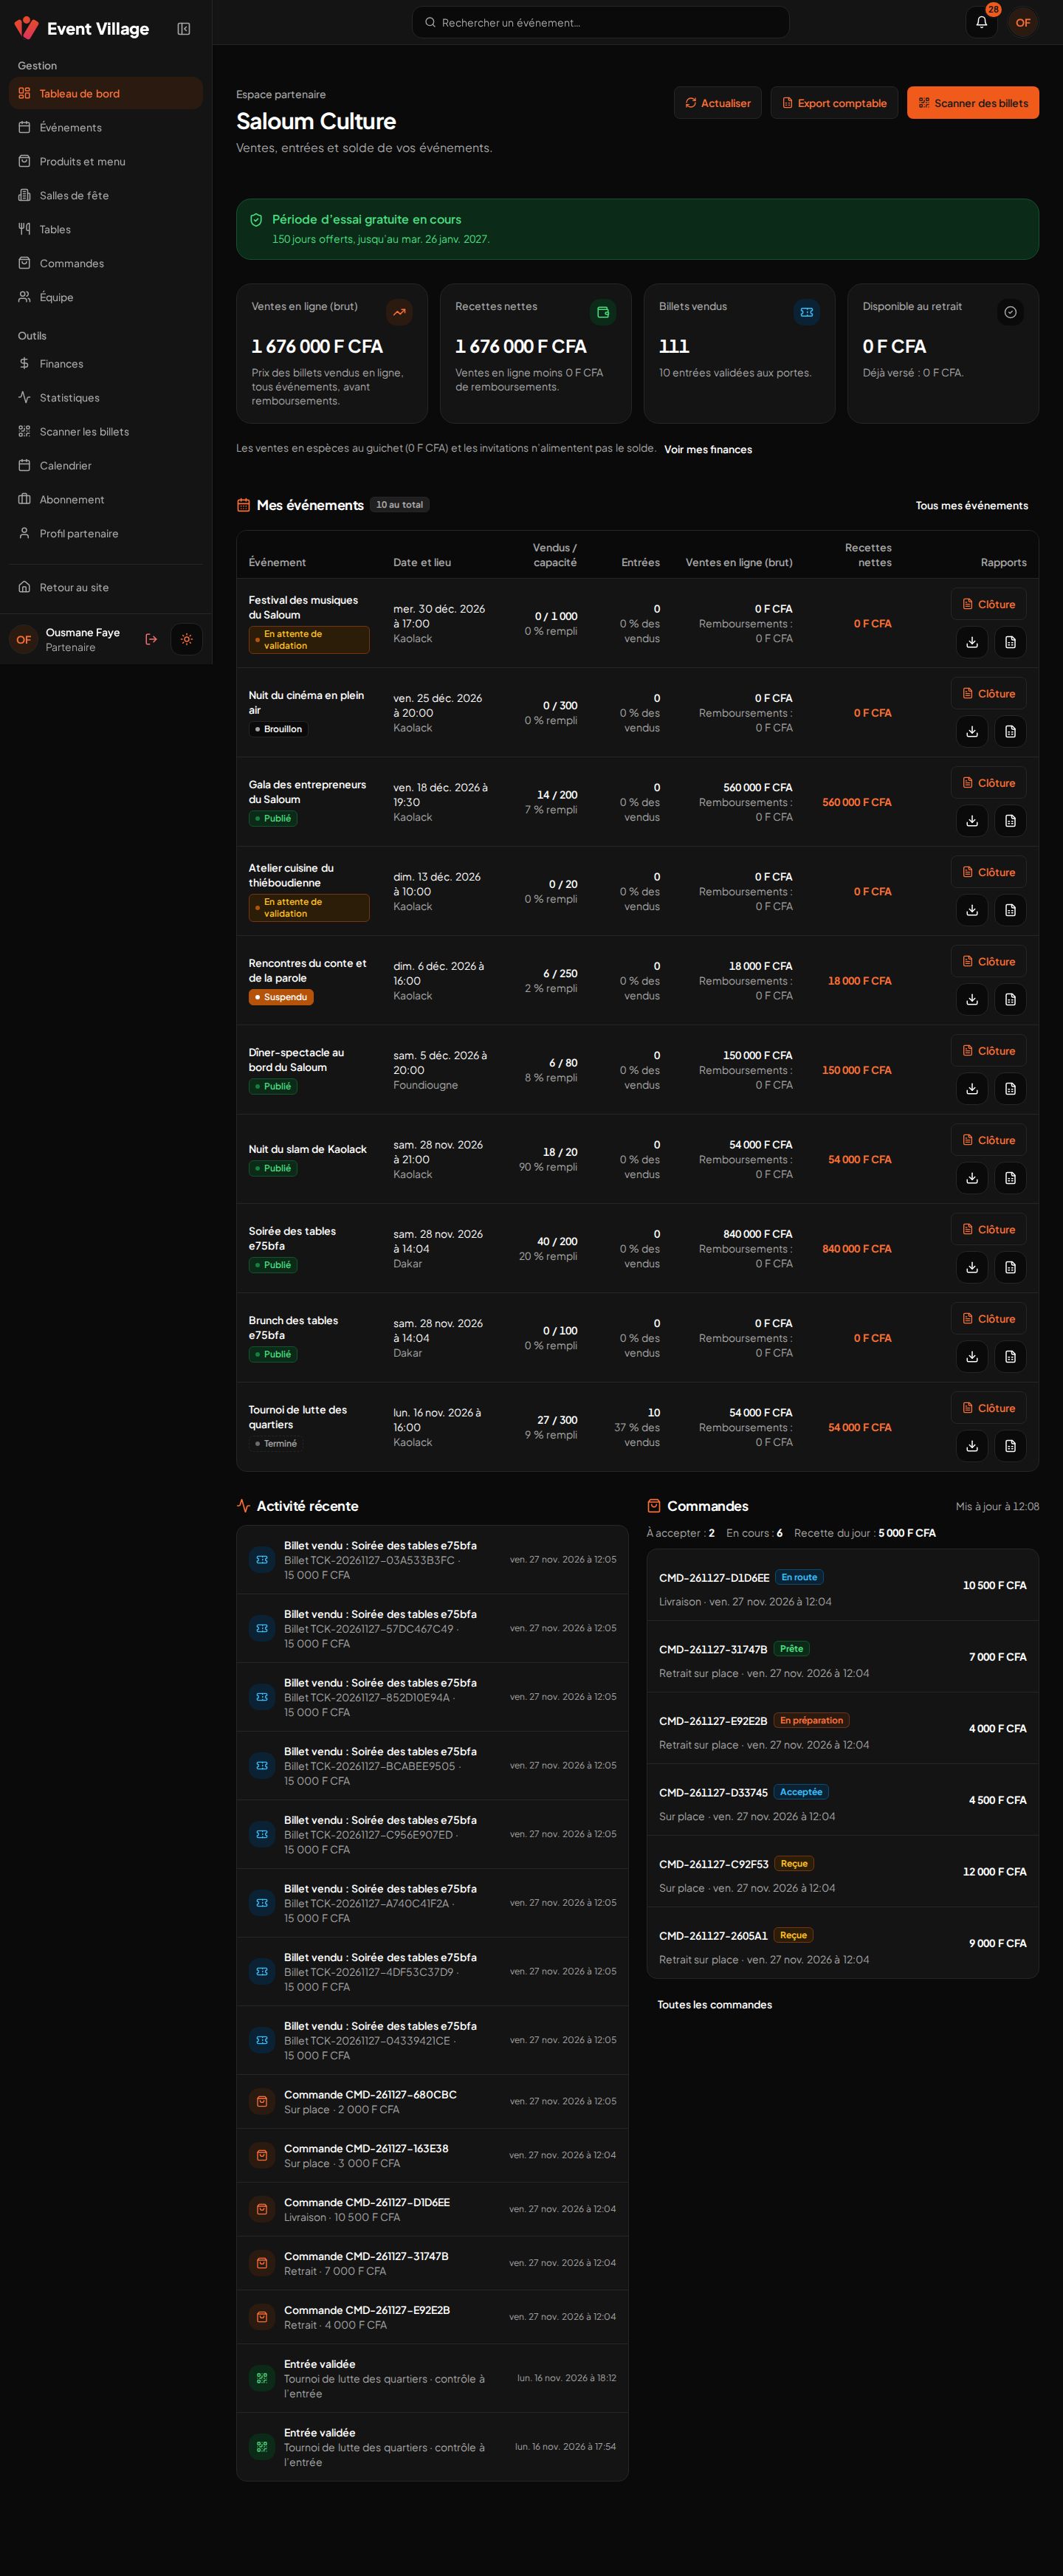 Event Village
Rechercher un événement...
28
OF
Gestion
Tableau de bord
Événements
Produits et menu
Salles de fête
Tables
Commandes
Équipe
Outils
Finances
Statistiques
Scanner les billets
Calendrier
Abonnement
Profil partenaire
Retour au site
OF
Ousmane Faye
Partenaire
Espace partenaire
Saloum Culture
Ventes, entrées et solde de vos événements.
Actualiser
Export comptable
Scanner des billets
Période d'essai gratuite en cours
150 jours offerts, jusqu'au mar. 26 janv. 2027.
Ventes en ligne (brut)
1 676 000 F CFA
Prix des billets vendus en ligne,
tous événements, avant
remboursements.
Recettes nettes
1 676 000 F CFA
Ventes en ligne moins 0 F CFA
de remboursements.
Billets vendus
111
10 entrées validées aux portes.
Disponible au retrait
0 F CFA
Déjà versé : 0 F CFA.
Les ventes en espèces au guichet (0 F CFA) et les invitations n'alimentent pas le solde. Voir mes finances
Mes événements 10 au total
Tous mes événements
Événement
Date et lieu
Vendus /
capacité
Entrées
Ventes en ligne (brut)
Recettes
nettes
Rapports
Festival des musiques
du Saloum
En attente de
validation
mer. 30 déc. 2026
à 17:00
Kaolack
0 / 1 000
0 % rempli
0
0 % des
vendus
0 F CFA
Remboursements :
0 F CFA
0 F CFA
Clôture
Nuit du cinéma en plein
air
Brouillon
ven. 25 déc. 2026
à 20:00
Kaolack
0 / 300
0 % rempli
0
0 % des
vendus
0 F CFA
Remboursements :
0 F CFA
0 F CFA
Clôture
Gala des entrepreneurs
du Saloum
Publié
ven. 18 déc. 2026 à
19:30
Kaolack
14 / 200
7 % rempli
0
0 % des
vendus
560 000 F CFA
Remboursements :
0 F CFA
560 000 F CFA
Clôture
Atelier cuisine du
thiéboudienne
En attente de
validation
dim. 13 déc. 2026
à 10:00
Kaolack
0 / 20
0 % rempli
0
0 % des
vendus
0 F CFA
Remboursements :
0 F CFA
0 F CFA
Clôture
Rencontres du conte et
de la parole
Suspendu
dim. 6 déc. 2026 à
16:00
Kaolack
6 / 250
2 % rempli
0
0 % des
vendus
18 000 F CFA
Remboursements :
0 F CFA
18 000 F CFA
Clôture
Dîner-spectacle au
bord du Saloum
Publié
sam. 5 déc. 2026 à
20:00
Foundiougne
6 / 80
8 % rempli
0
0 % des
vendus
150 000 F CFA
Remboursements :
0 F CFA
150 000 F CFA
Clôture
Nuit du slam de Kaolack
Publié
sam. 28 nov. 2026
à 21:00
Kaolack
18 / 20
90 % rempli
0
0 % des
vendus
54 000 F CFA
Remboursements :
0 F CFA
54 000 F CFA
Clôture
Soirée des tables
e75bfa
Publié
sam. 28 nov. 2026
à 14:04
Dakar
40 / 200
20 % rempli
0
0 % des
vendus
840 000 F CFA
Remboursements :
0 F CFA
840 000 F CFA
Clôture
Brunch des tables
e75bfa
Publié
sam. 28 nov. 2026
à 14:04
Dakar
0 / 100
0 % rempli
0
0 % des
vendus
0 F CFA
Remboursements :
0 F CFA
0 F CFA
Clôture
Tournoi de lutte des
quartiers
Terminé
lun. 16 nov. 2026 à
16:00
Kaolack
27 / 300
9 % rempli
10
37 % des
vendus
54 000 F CFA
Remboursements :
0 F CFA
54 000 F CFA
Clôture
Activité récente
Billet vendu : Soirée des tables e75bfa
Billet TCK-20261127-03A533B3FC ·
15 000 F CFA
ven. 27 nov. 2026 à 12:05
Billet vendu : Soirée des tables e75bfa
Billet TCK-20261127-57DC467C49 ·
15 000 F CFA
ven. 27 nov. 2026 à 12:05
Billet vendu : Soirée des tables e75bfa
Billet TCK-20261127-852D10E94A ·
15 000 F CFA
ven. 27 nov. 2026 à 12:05
Billet vendu : Soirée des tables e75bfa
Billet TCK-20261127-BCABEE9505 ·
15 000 F CFA
ven. 27 nov. 2026 à 12:05
Billet vendu : Soirée des tables e75bfa
Billet TCK-20261127-C956E907ED ·
15 000 F CFA
ven. 27 nov. 2026 à 12:05
Billet vendu : Soirée des tables e75bfa
Billet TCK-20261127-A740C41F2A ·
15 000 F CFA
ven. 27 nov. 2026 à 12:05
Billet vendu : Soirée des tables e75bfa
Billet TCK-20261127-4DF53C37D9 ·
15 000 F CFA
ven. 27 nov. 2026 à 12:05
Billet vendu : Soirée des tables e75bfa
Billet TCK-20261127-04339421CE ·
15 000 F CFA
ven. 27 nov. 2026 à 12:05
Commande CMD-261127-680CBC
Sur place · 2 000 F CFA
ven. 27 nov. 2026 à 12:05
Commande CMD-261127-163E38
Sur place · 3 000 F CFA
ven. 27 nov. 2026 à 12:04
Commande CMD-261127-D1D6EE
Livraison · 10 500 F CFA
ven. 27 nov. 2026 à 12:04
Commande CMD-261127-31747B
Retrait · 7 000 F CFA
ven. 27 nov. 2026 à 12:04
Commande CMD-261127-E92E2B
Retrait · 4 000 F CFA
ven. 27 nov. 2026 à 12:04
Entrée validée
Tournoi de lutte des quartiers · contrôle à
l'entrée
lun. 16 nov. 2026 à 18:12
Entrée validée
Tournoi de lutte des quartiers · contrôle à
l'entrée
lun. 16 nov. 2026 à 17:54
Commandes
Mis à jour à 12:08
À accepter : 2 En cours : 6 Recette du jour : 5 000 F CFA
CMD-261127-D1D6EE En route
Livraison · ven. 27 nov. 2026 à 12:04
10 500 F CFA
CMD-261127-31747B Prête
Retrait sur place · ven. 27 nov. 2026 à 12:04
7 000 F CFA
CMD-261127-E92E2B En préparation
Retrait sur place · ven. 27 nov. 2026 à 12:04
4 000 F CFA
CMD-261127-D33745 Acceptée
Sur place · ven. 27 nov. 2026 à 12:04
4 500 F CFA
CMD-261127-C92F53 Reçue
Sur place · ven. 27 nov. 2026 à 12:04
12 000 F CFA
CMD-261127-2605A1 Reçue
Retrait sur place · ven. 27 nov. 2026 à 12:04
9 000 F CFA
Toutes les commandes